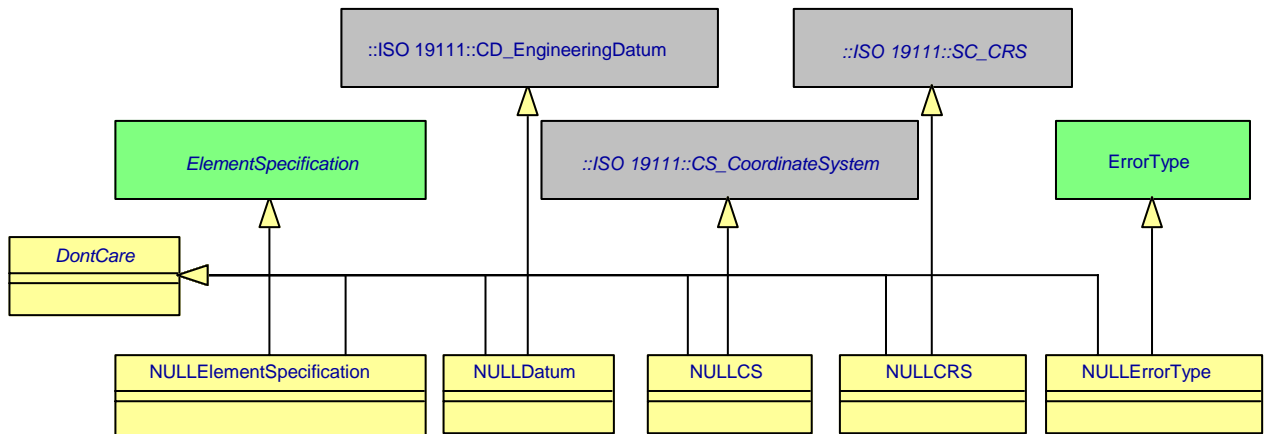 ::ISO 19111::CD_EngineeringDatum
::ISO 19111::SC_CRS
ElementSpecification
::ISO 19111::CS_CoordinateSystem
ErrorType
DontCare
NULLElementSpecification
NULLDatum
NULLCS
NULLCRS
NULLErrorType